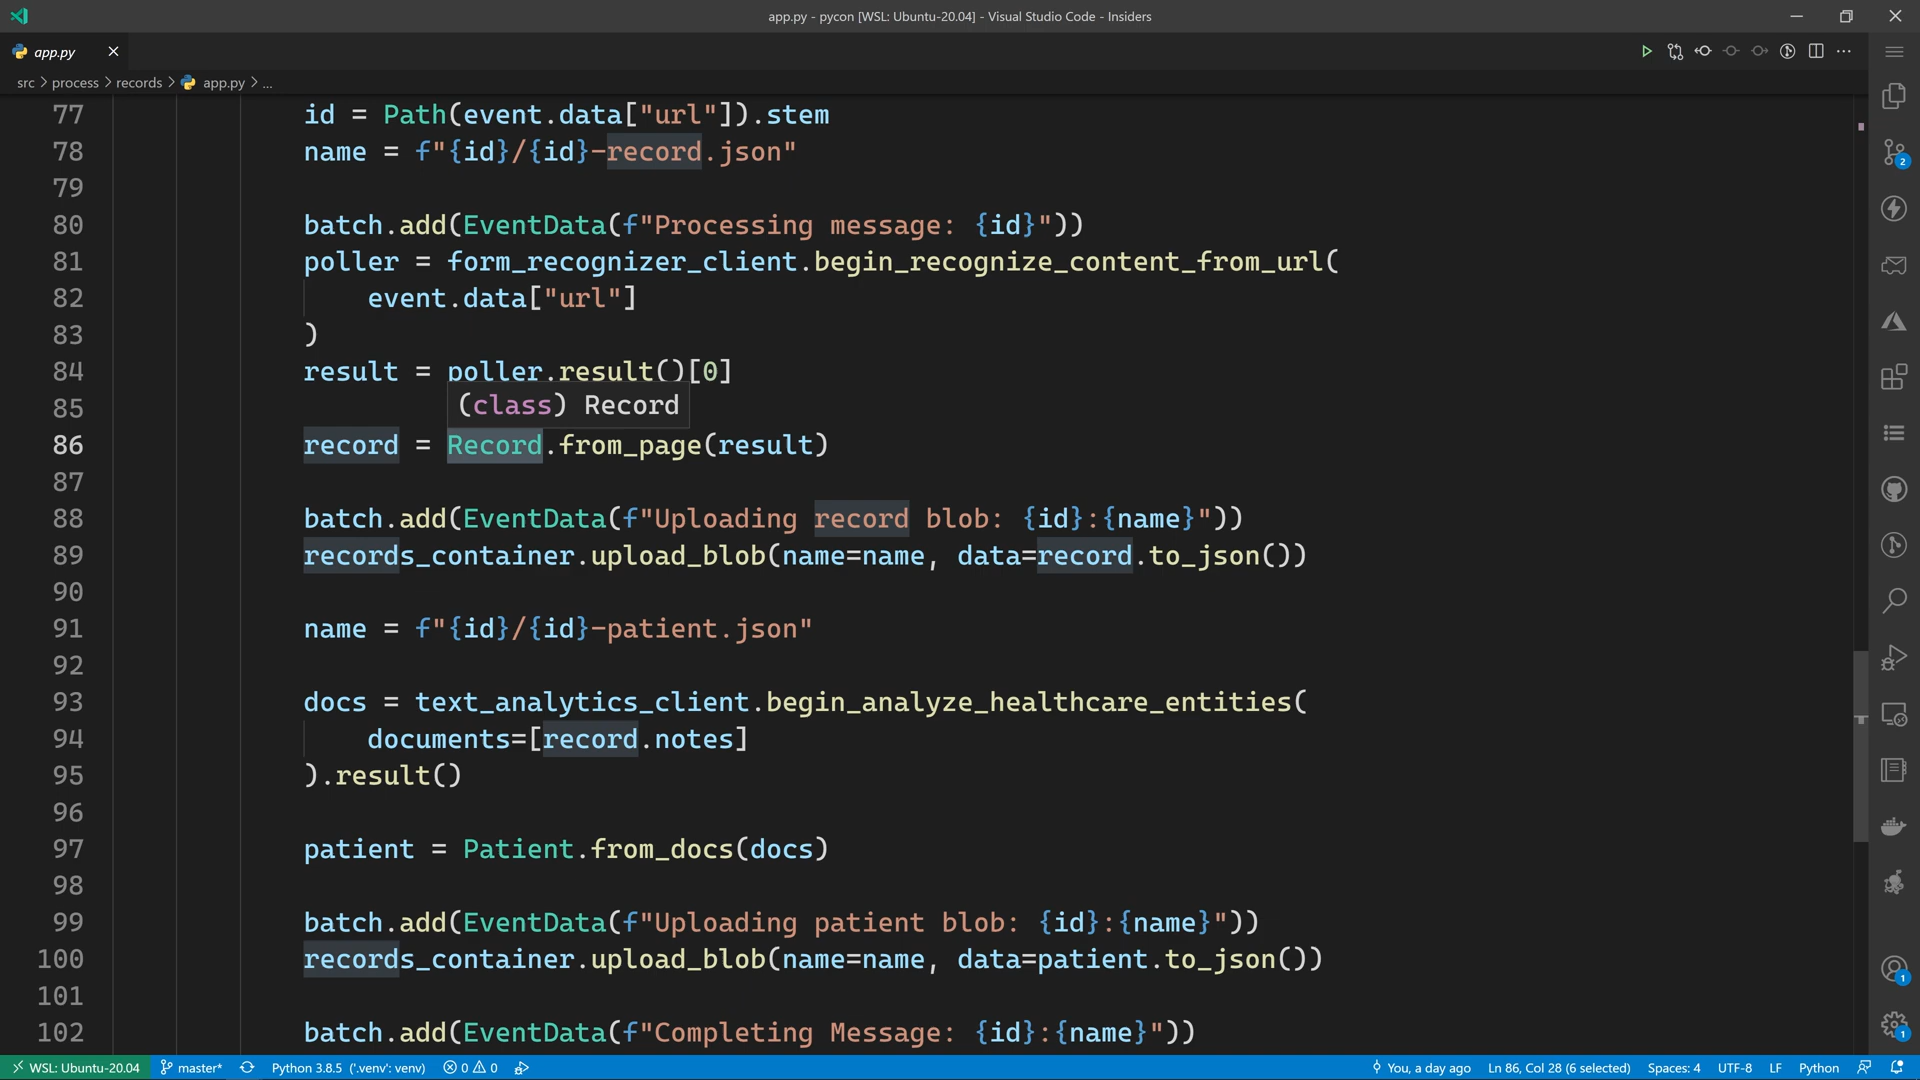 app.py - pycon [WSL: Ubuntu-20.04] - Visual Studio Code - Insiders
app.py
src > process > records > app.py > ...
77 id = Path(event.data["url"]).stem
78 name = f"{id}/{id}-record.json"
79
80 batch.add(EventData(f"Processing message: {id}"))
81 poller = form_recognizer_client.begin_recognize_content_from_url(
82 event.data["url"]
83 )
84 result = poller.result()[0]
85 (class) Record
86 record = Record.from_page(result)
87
88 batch.add(EventData(f"Uploading record blob: {id}:{name}"))
89 records_container.upload_blob(name=name, data=record.to_json())
90
91 name = f"{id}/{id}-patient.json"
92
93 docs = text_analytics_client.begin_analyze_healthcare_entities(
94 documents=[record.notes]
95 ).result()
96
97 patient = Patient.from_docs(docs)
98
99 batch.add(EventData(f"Uploading patient blob: {id}:{name}"))
100 records_container.upload_blob(name=name, data=patient.to_json())
101
102 batch.add(EventData(f"Completing Message: {id}:{name}"))
2
1
1
WSL: Ubuntu-20.04 master* Python 3.8.5 ('.venv': venv) 0 0 You, a day ago Ln 86, Col 28 (6 selected) Spaces: 4 UTF-8 LF Python